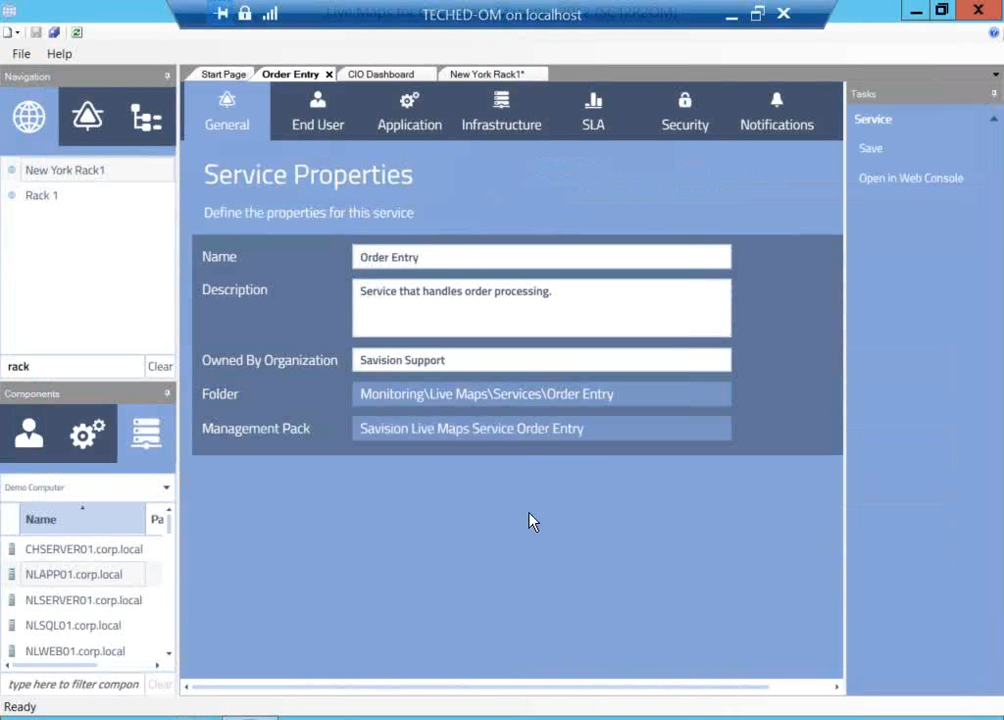 TECHED-OM on localhost
File Help
Navigation
Start Page Order Entry CIO Dashboard New York Rack1*
Tasks
General End User Application Infrastructure SLA Security Notifications
Service
Save
Open in Web Console
New York Rack1
Rack 1
rack Clear
Service Properties
Define the properties for this service
Name Order Entry
Description Service that handles order processing.
Owned By Organization Savision Support
Folder Monitoring\Live Maps\Services\Order Entry
Management Pack Savision Live Maps Service Order Entry
Components
Demo Computer
Name Pa
CHSERVER01.corp.local
NLAPP01.corp.local
NLSERVER01.corp.local
NLSQL01.corp.local
NLWEB01.corp.local
type here to filter compon Clear
Ready